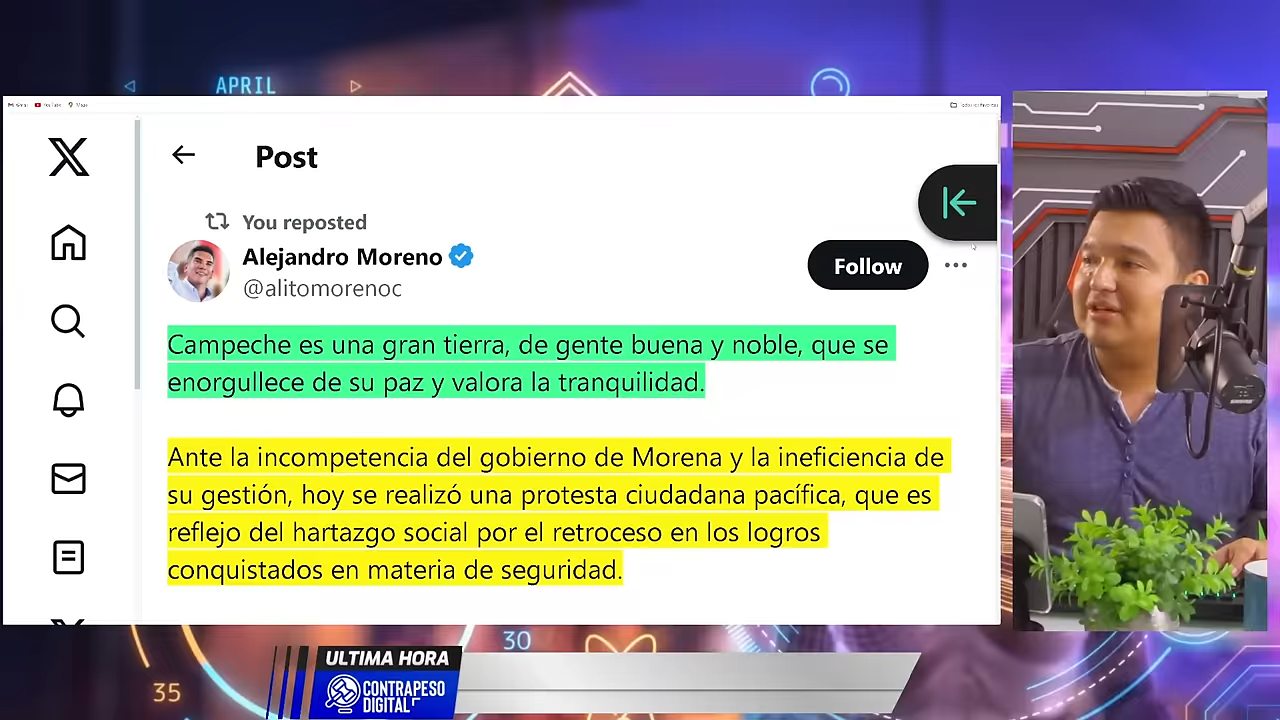 APRIL
Post
You reposted
Alejandro Moreno
@alitomorenoc
Follow
Campeche es una gran tierra, de gente buena y noble, que se
enorgullece de su paz y valora la tranquilidad.
Ante la incompetencia del gobierno de Morena y la ineficiencia de
su gestión, hoy se realizó una protesta ciudadana pacífica, que es
reflejo del hartazgo social por el retroceso en los logros
conquistados en materia de seguridad.
30
35
ULTIMA HORA
CONTRAPESO
DIGITAL